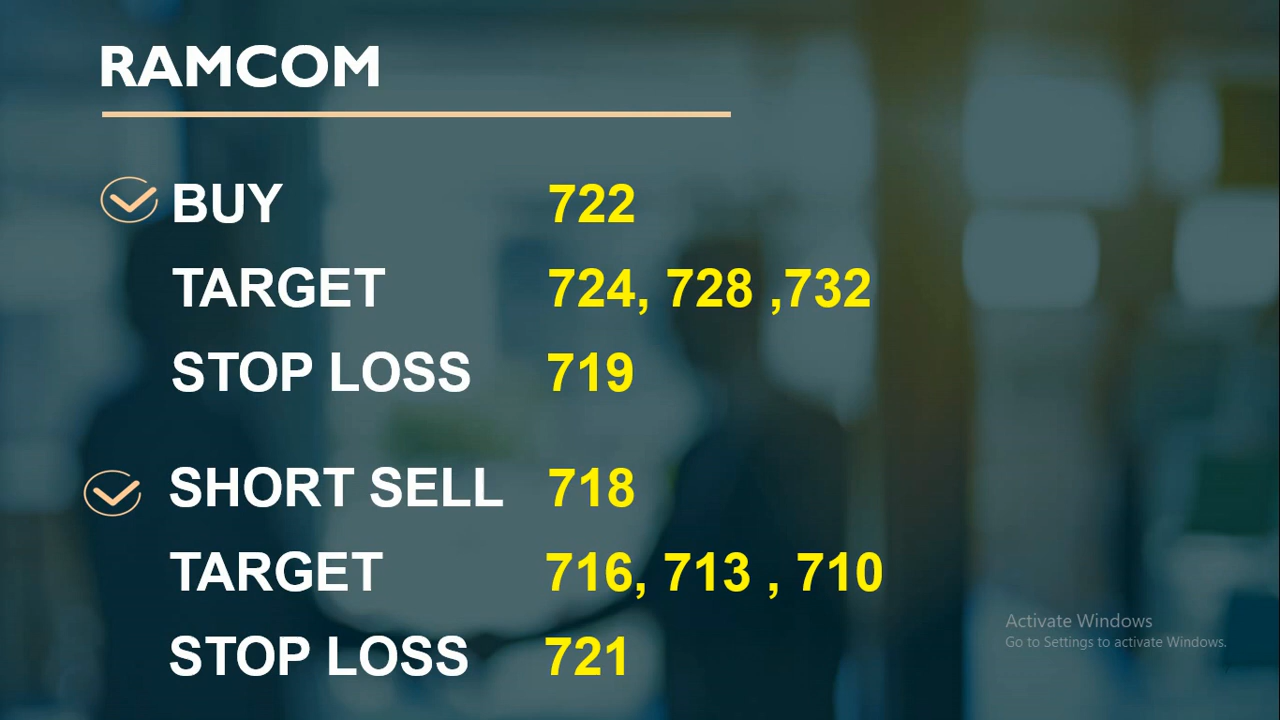 RAMCOM
BUY 722
TARGET 724, 728 ,732
STOP LOSS 719
SHORT SELL 718
TARGET 716, 713 , 710
STOP LOSS 721
Activate Windows
Go to Settings to activate Windows.